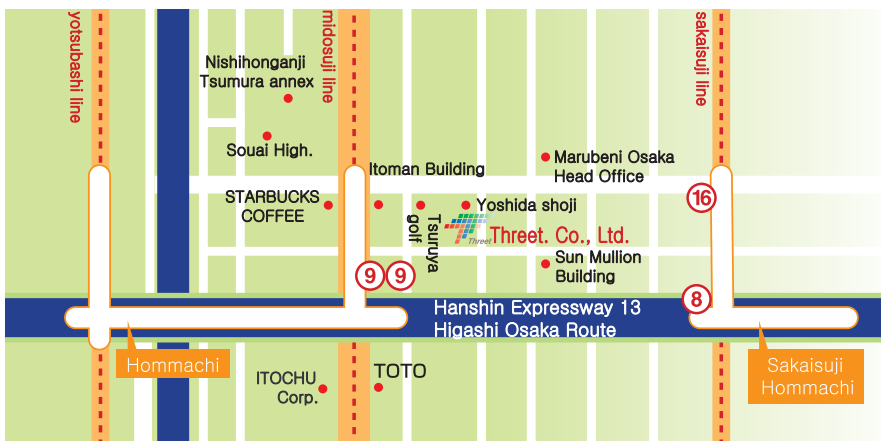 yotsubashi line
midosuji line
sakaisuji line
Nishihonganji
Tsumura annex
Souai High.
Itoman Building
Marubeni Osaka
Head Office
STARBUCKS
COFFEE
Tsuruya
golf
Yoshida shoji
16
Threet
Threet. Co., Ltd.
Sun Mullion
Building
9
9
8
Hanshin Expressway 13
Higashi Osaka Route
Hommachi
Sakaisuji
Hommachi
ITOCHU
Corp.
TOTO